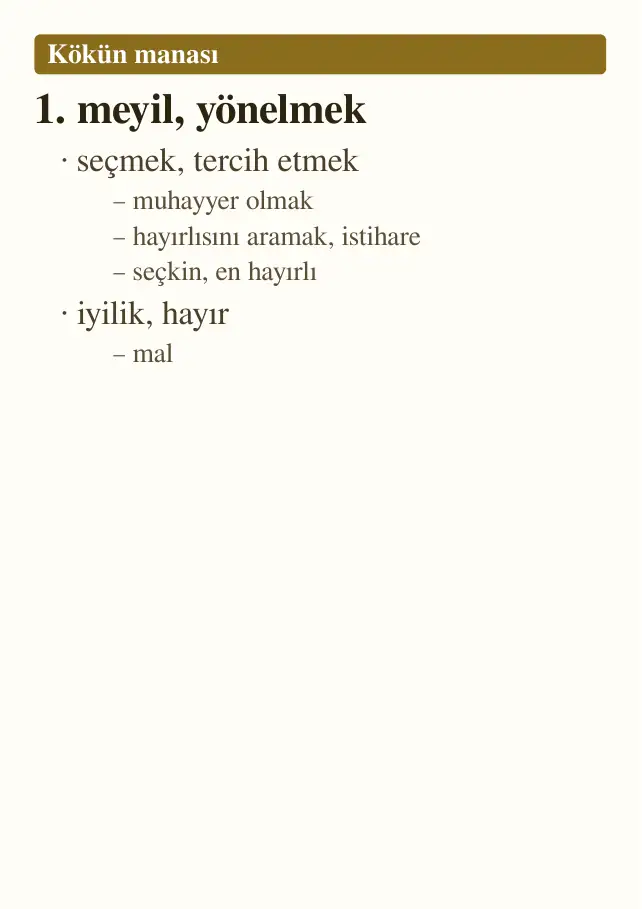 Kökün manası
1. meyil, yönelmek
· seçmek, tercih etmek
– muhayyer olmak
– hayırlısını aramak, istihare
– seçkin, en hayırlı
· iyilik, hayır
– mal